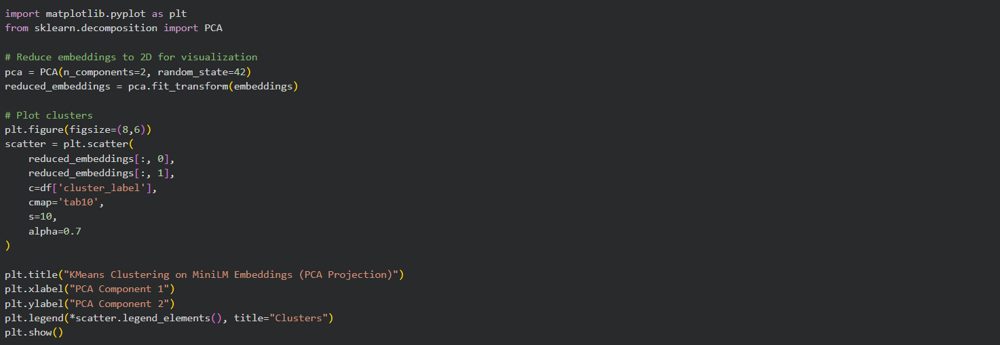 import matplotlib.pyplot as plt
from sklearn.decomposition import PCA

# Reduce embeddings to 2D for visualization
pca = PCA(n_components=2, random_state=42)
reduced_embeddings = pca.fit_transform(embeddings)

# Plot clusters
plt.figure(figsize=(8,6))
scatter = plt.scatter(
    reduced_embeddings[:, 0],
    reduced_embeddings[:, 1],
    c=df['cluster_label'],
    cmap='tab10',
    s=10,
    alpha=0.7
)

plt.title("KMeans Clustering on MiniLM Embeddings (PCA Projection)")
plt.xlabel("PCA Component 1")
plt.ylabel("PCA Component 2")
plt.legend(*scatter.legend_elements(), title="Clusters")
plt.show()